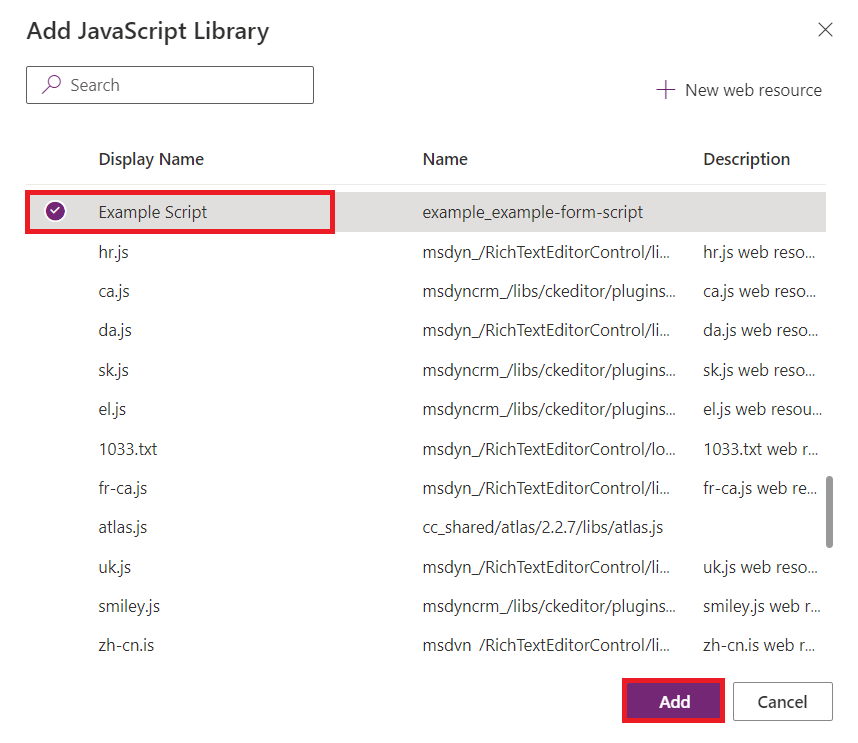 Add JavaScript Library
Search
New web resource
Display Name Name Description
Example Script example_example-form-script
hr.js msdyn_/RichTextEditorControl/li... hr.js web reso...
ca.js msdyncrm_/libs/ckeditor/plugins... ca.js web reso...
da.js msdyn_/RichTextEditorControl/li... da.js web reso...
sk.js msdyncrm_/libs/ckeditor/plugins... sk.js web reso...
el.js msdyncrm_/libs/ckeditor/plugins... el.js web resou...
1033.txt msdyn_/RichTextEditorControl/lo... 1033.txt web r...
fr-ca.js msdyn_/RichTextEditorControl/li... fr-ca.js web re...
atlas.js cc_shared/atlas/2.2.7/libs/atlas.js
uk.js msdyn_/RichTextEditorControl/li... uk.js web reso...
smiley.js msdyncrm_/libs/ckeditor/plugins... smiley.js web r...
zh-cn.js msdyn_/RichTextEditorControl/li... zh-cn.js web r...
Add Cancel